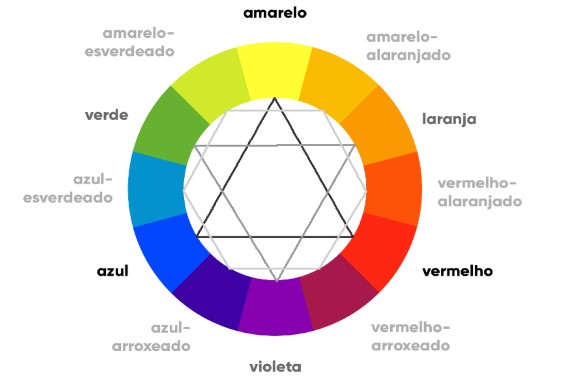 amarelo
amarelo-
esverdeado
amarelo-
alaranjado
verde
laranja
azul-
esverdeado
vermelho-
alaranjado
azul
vermelho
azul-
arroxeado
vermelho-
arroxeado
violeta